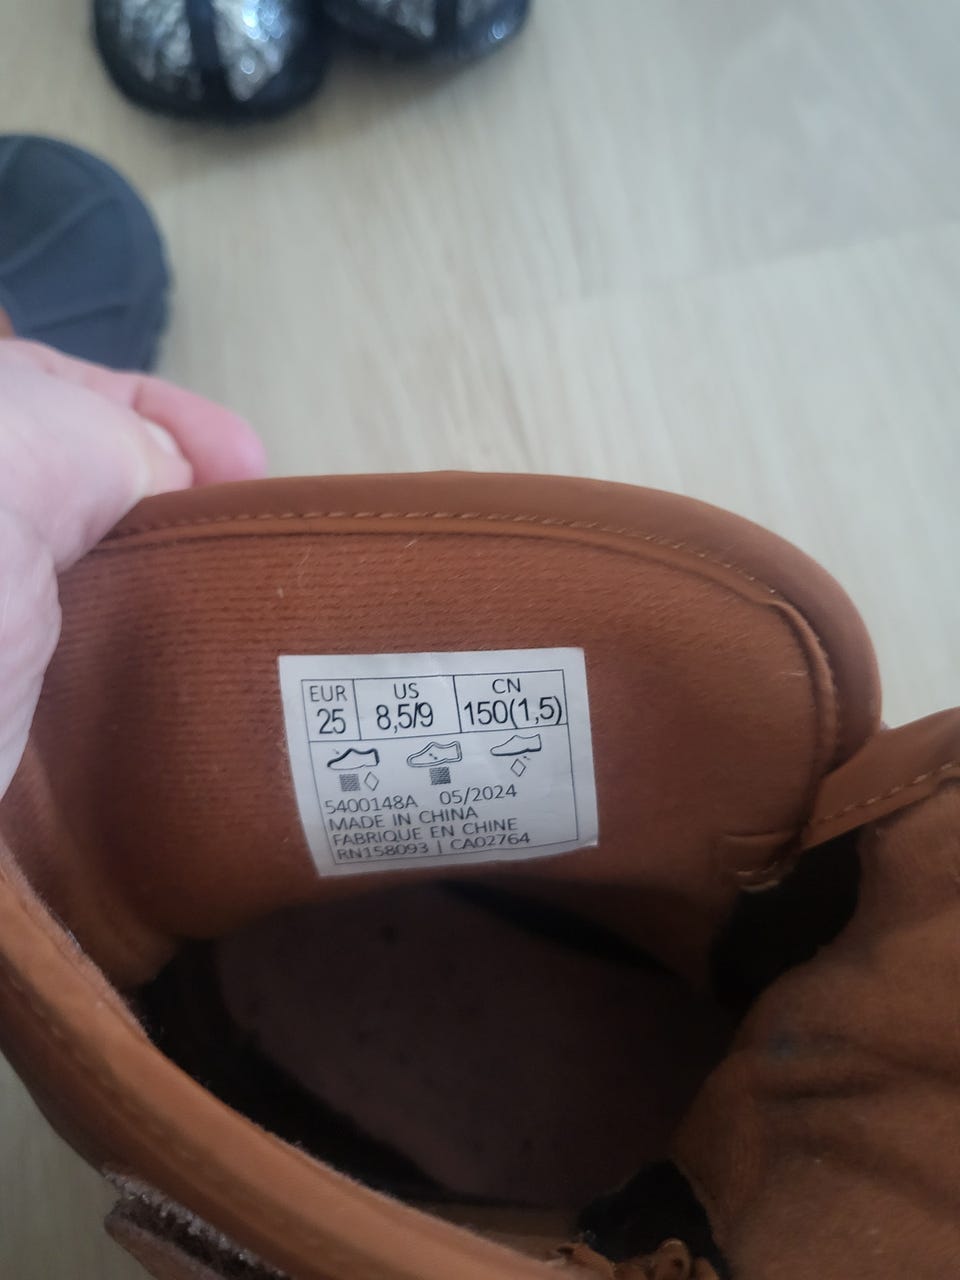 EUR US CN
25 8,5/9 150(1,5)
5400148A 05/2024
MADE IN CHINA
FABRIQUE EN CHINE
RN158093 | CA02764